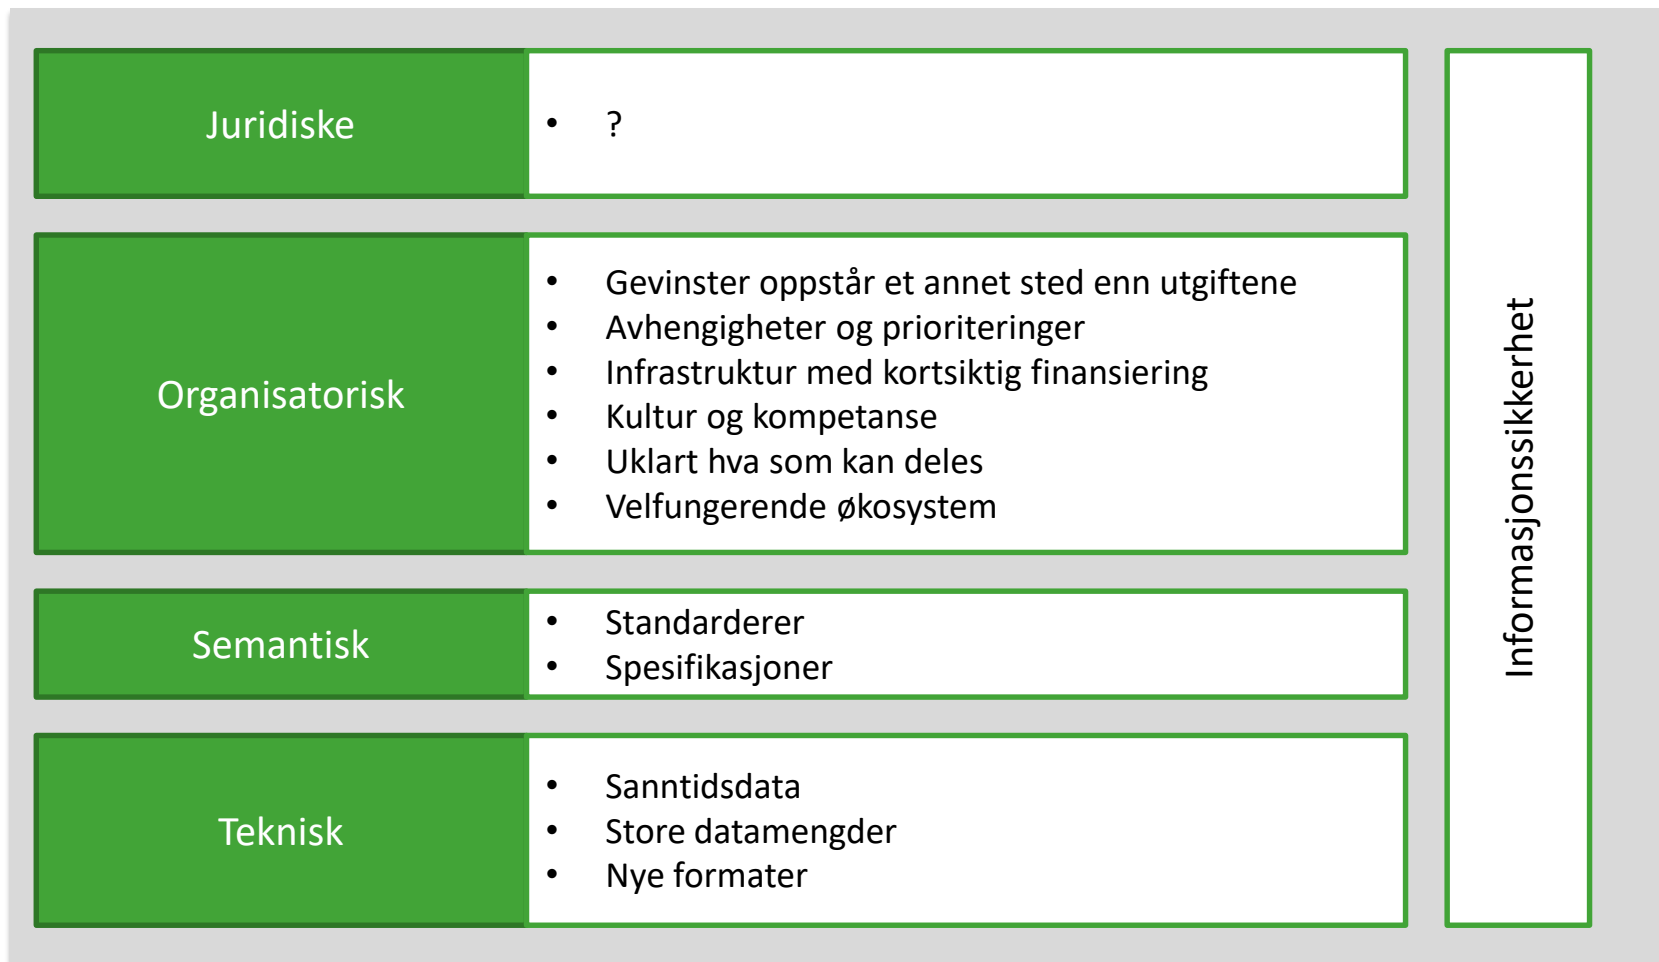 Juridiske
• ?
Organisatorisk
• Gevinster oppstår et annet sted enn utgiftene
• Avhengigheter og prioriteringer
• Infrastruktur med kortsiktig finansiering
• Kultur og kompetanse
• Uklart hva som kan deles
• Velfungerende økosystem
Semantisk
• Standarderer
• Spesifikasjoner
Teknisk
• Sanntidsdata
• Store datamengder
• Nye formater
Informasjonssikkerhet